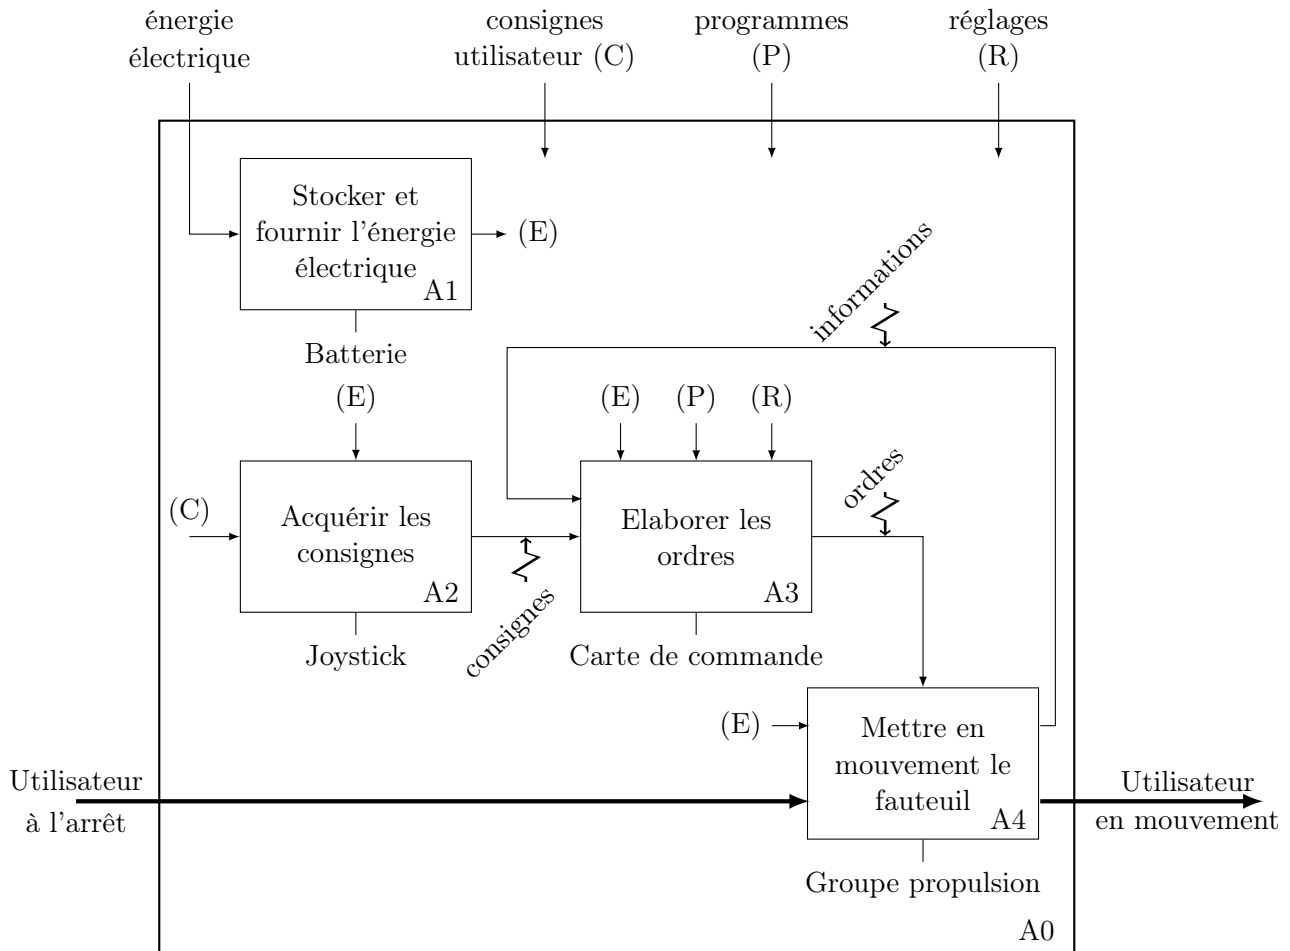 énergie
électrique
consignes
utilisateur (C)
programmes
(P)
réglages
(R)
Stocker et
fournir l'énergie
électrique
A1
(E)
Batterie
informations
(E)
(E)
(P)
(R)
(C)
Acquérir les
consignes
A2
Joystick
consignes
Elaborer les
ordres
A3
Carte de commande
ordres
(E)
Mettre en
mouvement le
fauteuil
A4
Groupe propulsion
Utilisateur
à l'arrêt
Utilisateur
en mouvement
A0